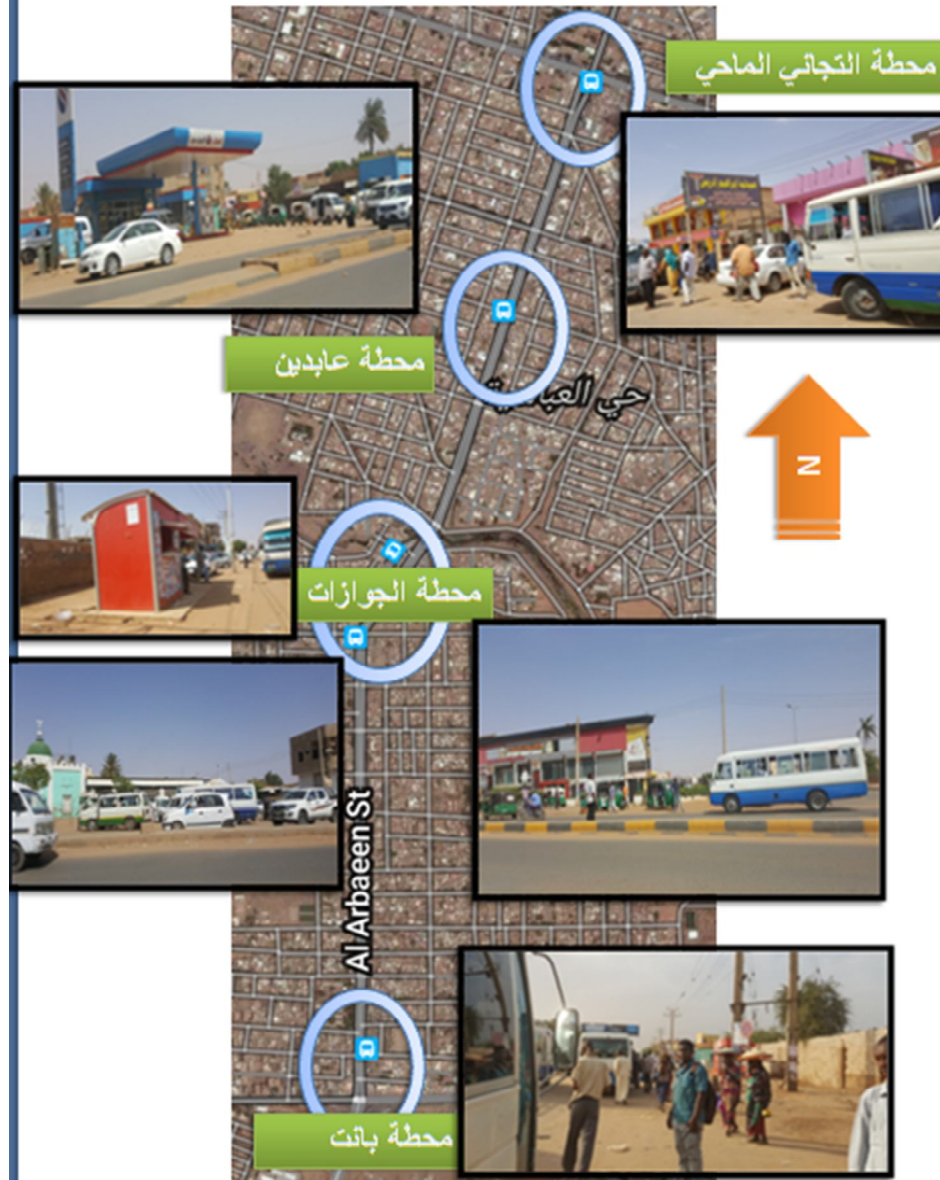 محطة التجاني الماحي
محطة عابدين
حي العباسية
N
محطة الجوازات
Al Arbaeen St
محطة بانت